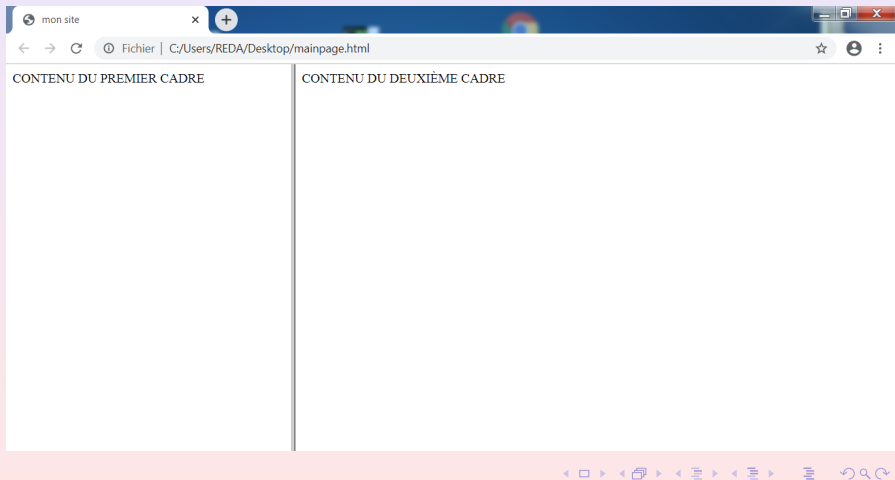 mon site
Fichier | C:/Users/REDA/Desktop/mainpage.html
CONTENU DU PREMIER CADRE
CONTENU DU DEUXIÈME CADRE